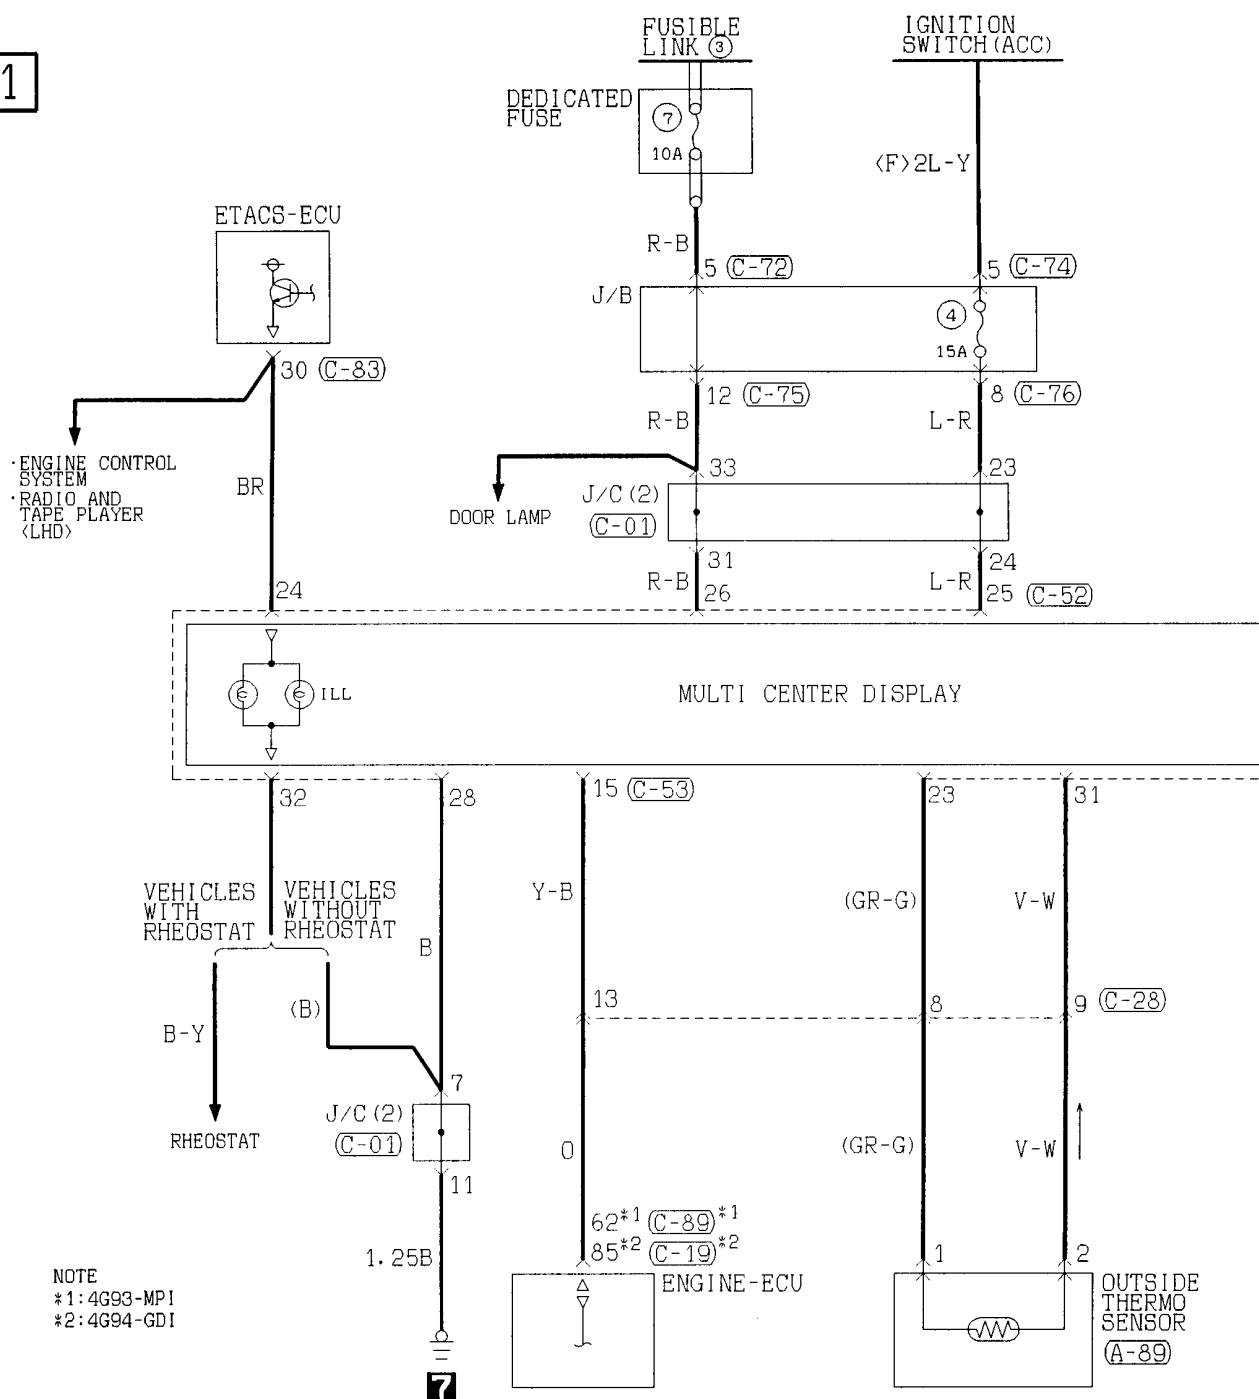 1
FUSIBLE
LINK ③
IGNITION
SWITCH(ACC)
DEDICATED
FUSE
⑦
10A
<F>2L-Y
ETACS-ECU
R-B
5 (C-72)
5 (C-74)
J/B
④
15A
30 (C-83)
12 (C-75)
8 (C-76)
R-B
L-R
·ENGINE CONTROL
SYSTEM
·RADIO AND
TAPE PLAYER
<LHD>
BR
33
23
J/C(2)
(C-01)
DOOR LAMP
31
24
R-B
L-R
24
26
25 (C-52)
ILL
MULTI CENTER DISPLAY
32
28
15 (C-53)
23
31
VEHICLES
WITH
RHEOSTAT
VEHICLES
WITHOUT
RHEOSTAT
Y-B
(GR-G)
V-W
B
13
8
9 (C-28)
(B)
B-Y
7
J/C(2)
(C-01)
RHEOSTAT
O
(GR-G)
V-W
11
62*1 (C-89)*1
85*2 (C-19)*2
1
2
1.25B
ENGINE-ECU
OUTSIDE
THERMO
SENSOR
(A-89)
NOTE
*1:4G93-MPI
*2:4G94-GDI
7